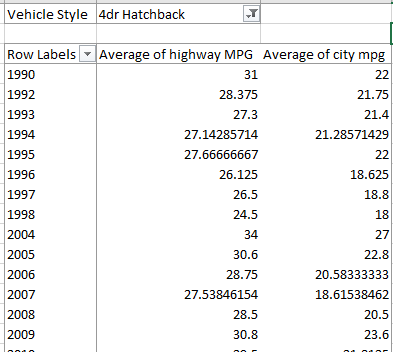 Vehicle Style 4dr Hatchback
Row Labels Average of highway MPG Average of city mpg
1990 31 22
1992 28.375 21.75
1993 27.3 21.4
1994 27.14285714 21.28571429
1995 27.66666667 22
1996 26.125 18.625
1997 26.5 18.8
1998 24.5 18
2004 34 27
2005 30.6 22.8
2006 28.75 20.58333333
2007 27.53846154 18.61538462
2008 28.5 20.5
2009 30.8 23.6